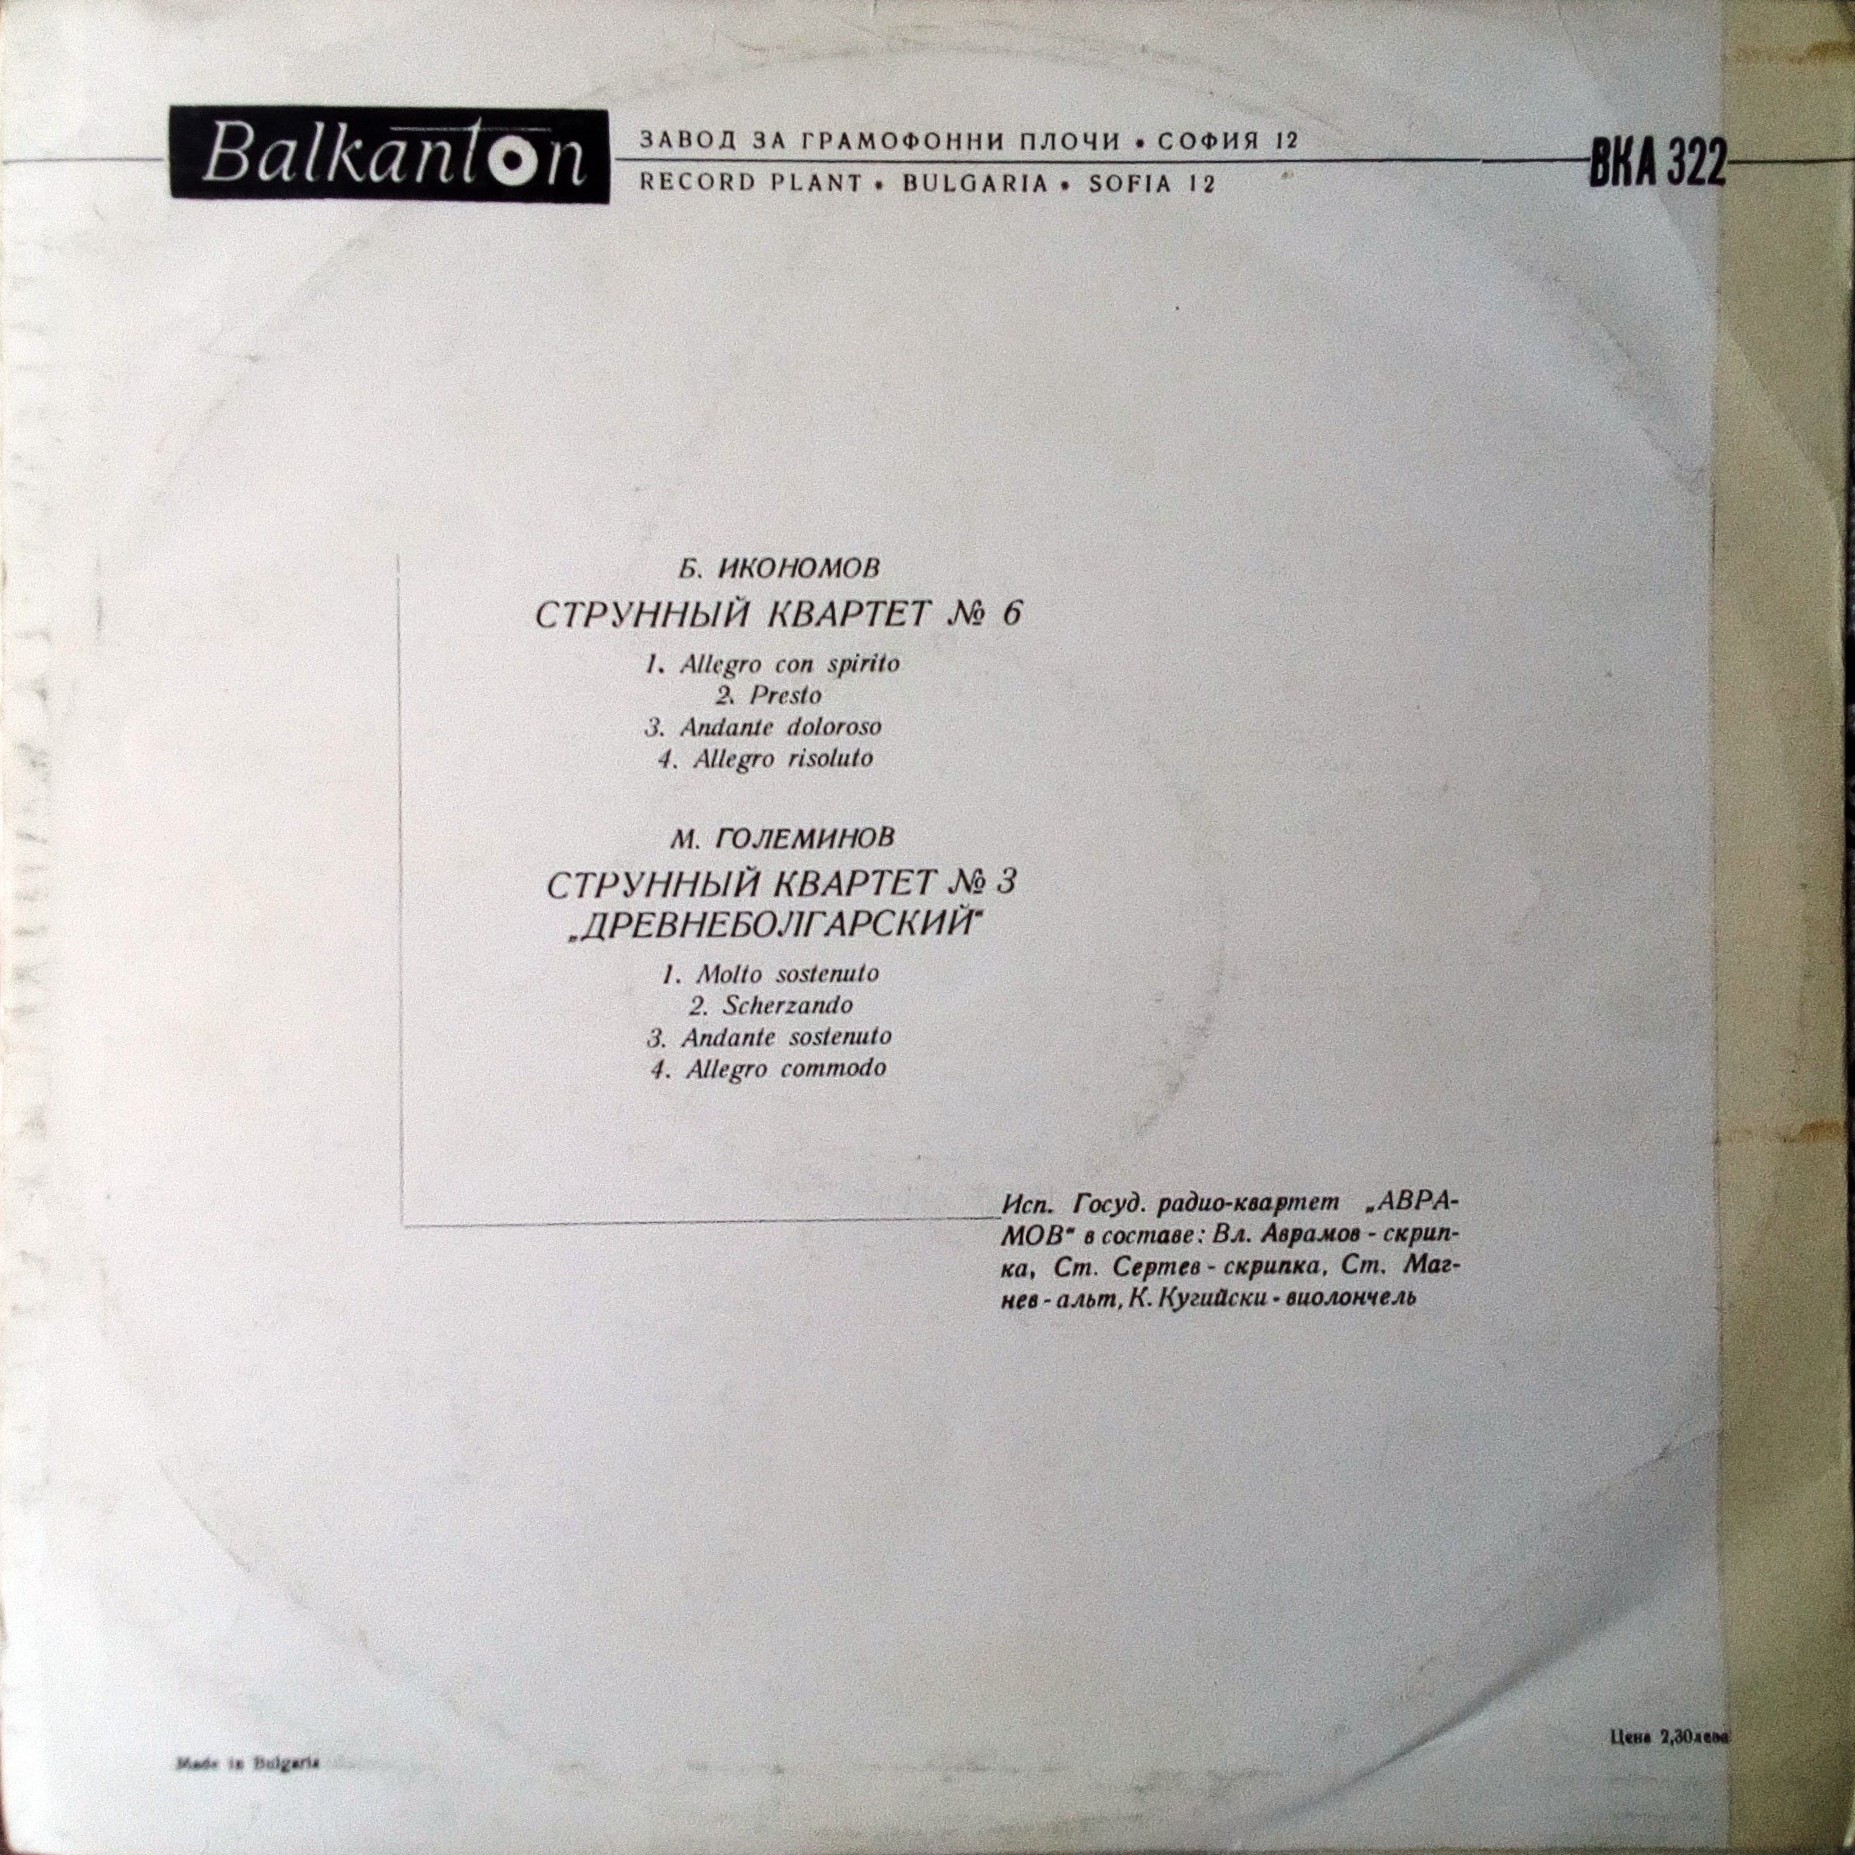 Balkanton
ЗАВОД ЗА ГРАМОФОННИ ПЛОЧИ • СОФИЯ 12
RECORD PLANT • BULGARIA • SOFIA 12
ВКА 322
Б. ИКОНОМОВ
СТРУННЫЙ КВАРТЕТ № 6
1. Allegro con spirito
2. Presto
3. Andante doloroso
4. Allegro risoluto
М. ГОЛЕМИНОВ
СТРУННЫЙ КВАРТЕТ № 3
„ДРЕВНЕБОЛГАРСКИЙ“
1. Molto sostenuto
2. Scherzando
3. Andante sostenuto
4. Allegro commodo
Исп. Госуд. радио-квартет „АВРА-
МОВ“ в составе: Вл. Аврамов - скрип-
ка, Ст. Сертев - скрипка, Ст. Маг-
нев - альт, К. Кугийски - виолончель
Цена 2,30 лева
Made in Bulgaria